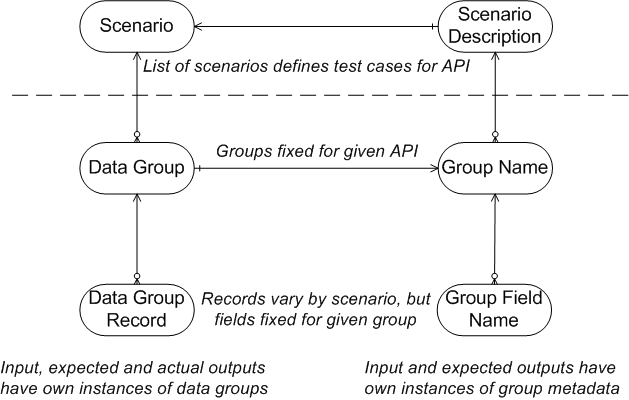 Scenario
Scenario
Description
List of scenarios defines test cases for API
Data Group
Groups fixed for given API
Group Name
Data Group
Record
Records vary by scenario, but
fields fixed for given group
Group Field
Name
Input, expected and actual outputs
have own instances of data groups
Input and expected outputs have
own instances of group metadata